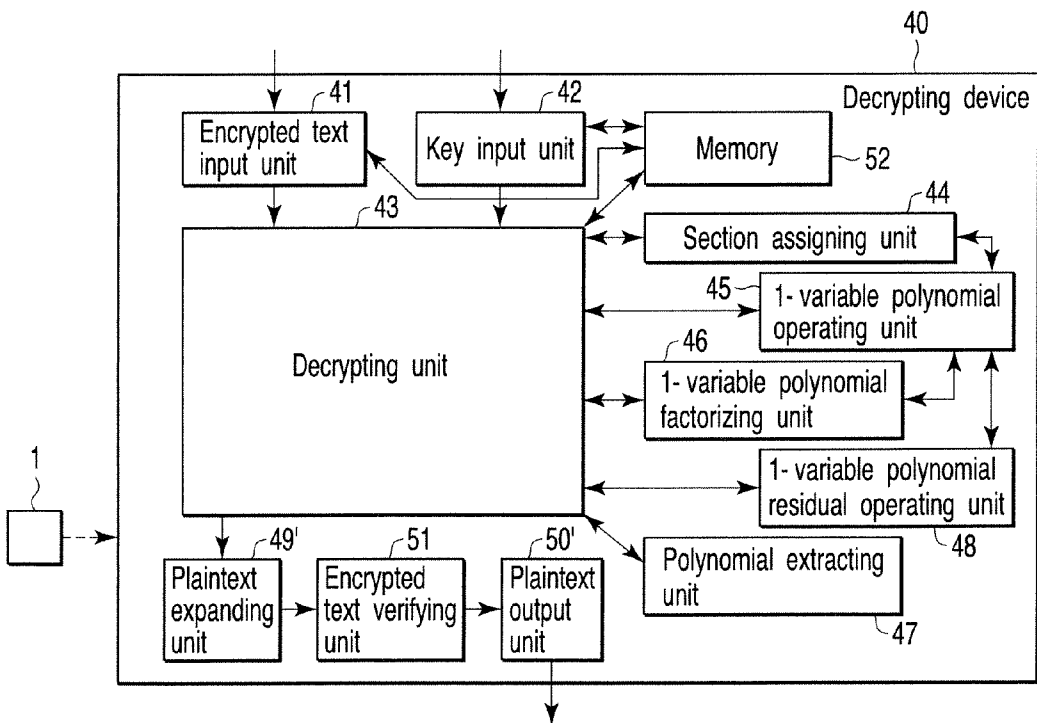 40
Decrypting device
41
Encrypted text
input unit
42
Key input unit
Memory
52
43
Decrypting unit
44
Section assigning unit
45
1-variable polynomial
operating unit
46
1-variable polynomial
factorizing unit
1-variable polynomial
residual operating unit
48
Polynomial extracting
unit
47
1
49'
Plaintext
expanding
unit
51
Encrypted
text verifying
unit
50'
Plaintext
output
unit